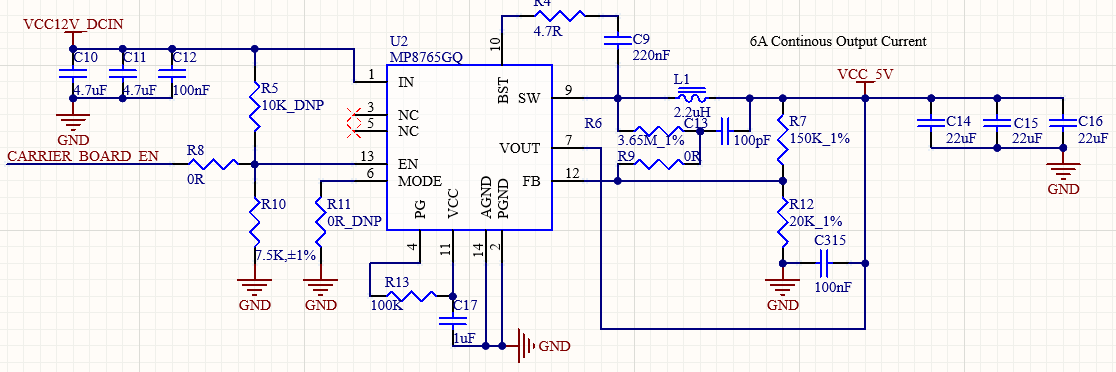 VCC12V_DCIN
C10
4.7uF
C11
4.7uF
C12
100nF
R5
10K_DNP
CARRIER_BOARD_EN
R8
0R
R10
7.5K,±1%
GND
GND
R11
0R_DNP
GND
U2
MP8765GQ
1
IN
3
NC
5
NC
13
EN
6
MODE
10
BST
9
SW
7
VOUT
12
FB
PG
4
VCC
11
AGND
14
PGND
2
R4
4.7R
C9
220nF
6A Continous Output Current
L1
2.2uH
R6
3.65M_1%
C13
100pF
R9
0R
VCC_5V
R7
150K_1%
R12
20K_1%
C315
100nF
GND
C14
22uF
C15
22uF
C16
22uF
GND
R13
100K
C17
1uF
GND